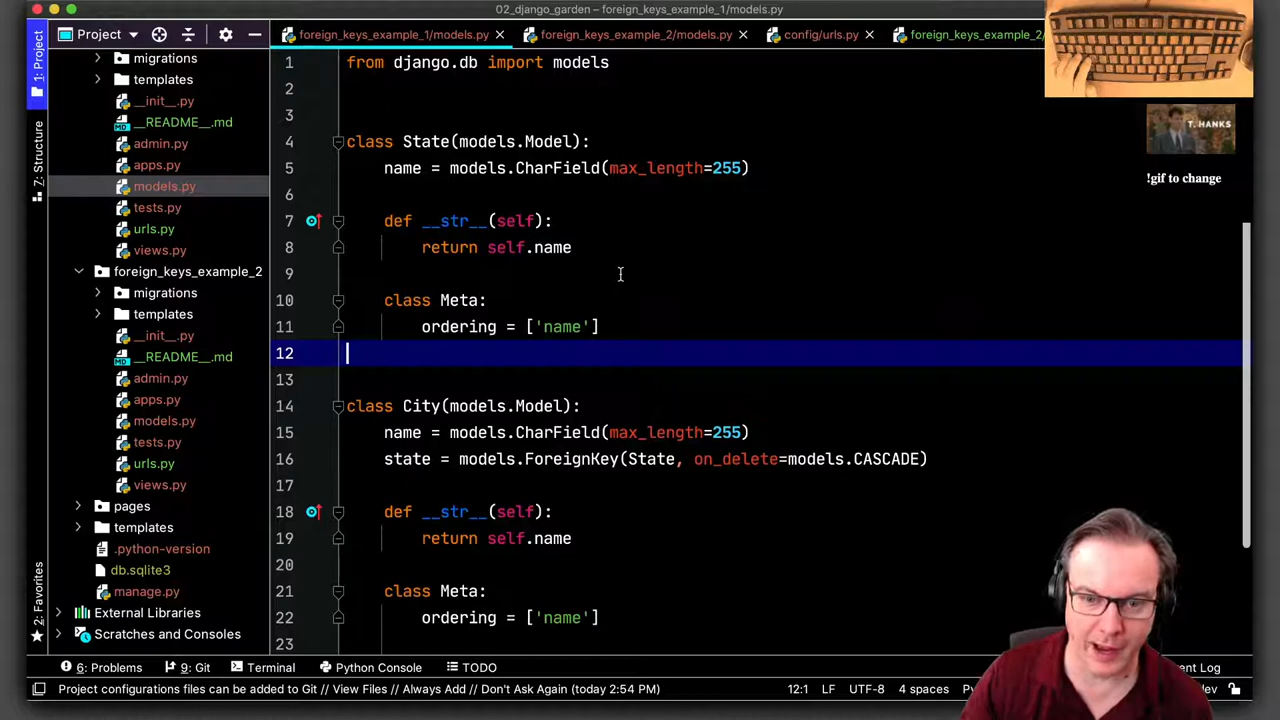 02_django_garden – foreign_keys_example_1/models.py
1: Project
Project
foreign_keys_example_1/models.py
foreign_keys_example_2/models.py
config/urls.py
foreign_keys_example_2/
migrations
templates
__init__.py
MD __README__.md
admin.py
apps.py
models.py
tests.py
urls.py
views.py
foreign_keys_example_2
migrations
templates
__init__.py
MD __README__.md
admin.py
apps.py
models.py
tests.py
urls.py
views.py
pages
templates
.python-version
db.sqlite3
manage.py
External Libraries
Scratches and Consoles
7: Structure
2: Favorites
1 from django.db import models
2
3
4 class State(models.Model):
5 name = models.CharField(max_length=255)
6
7 def __str__(self):
8 return self.name
9
10 class Meta:
11 ordering = ['name']
12
13
14 class City(models.Model):
15 name = models.CharField(max_length=255)
16 state = models.ForeignKey(State, on_delete=models.CASCADE)
17
18 def __str__(self):
19 return self.name
20
21 class Meta:
22 ordering = ['name']
23
T. HANKS
!gif to change
6: Problems
9: Git
Terminal
Python Console
TODO
nt Log
Project configurations files can be added to Git // View Files // Always Add // Don't Ask Again (today 2:54 PM)
12:1
LF
UTF-8
4 spaces